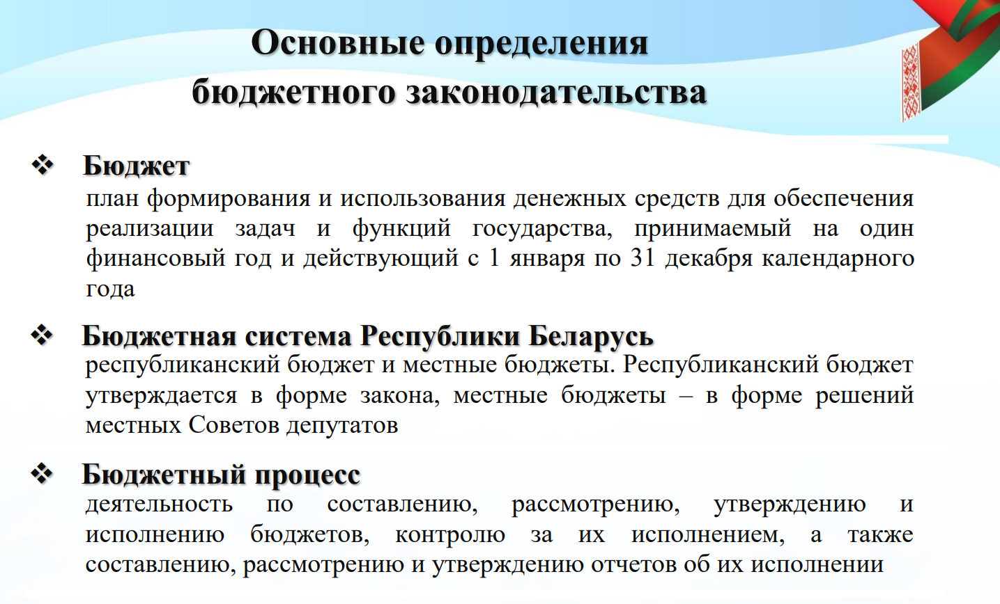 Основные определения
бюджетного законодательства
❖ Бюджет
план формирования и использования денежных средств для обеспечения
реализации задач и функций государства, принимаемый на один
финансовый год и действующий с 1 января по 31 декабря календарного
года
❖ Бюджетная система Республики Беларусь
республиканский бюджет и местные бюджеты. Республиканский бюджет
утверждается в форме закона, местные бюджеты – в форме решений
местных Советов депутатов
❖ Бюджетный процесс
деятельность по составлению, рассмотрению, утверждению и
исполнению бюджетов, контролю за их исполнением, а также
составлению, рассмотрению и утверждению отчетов об их исполнении